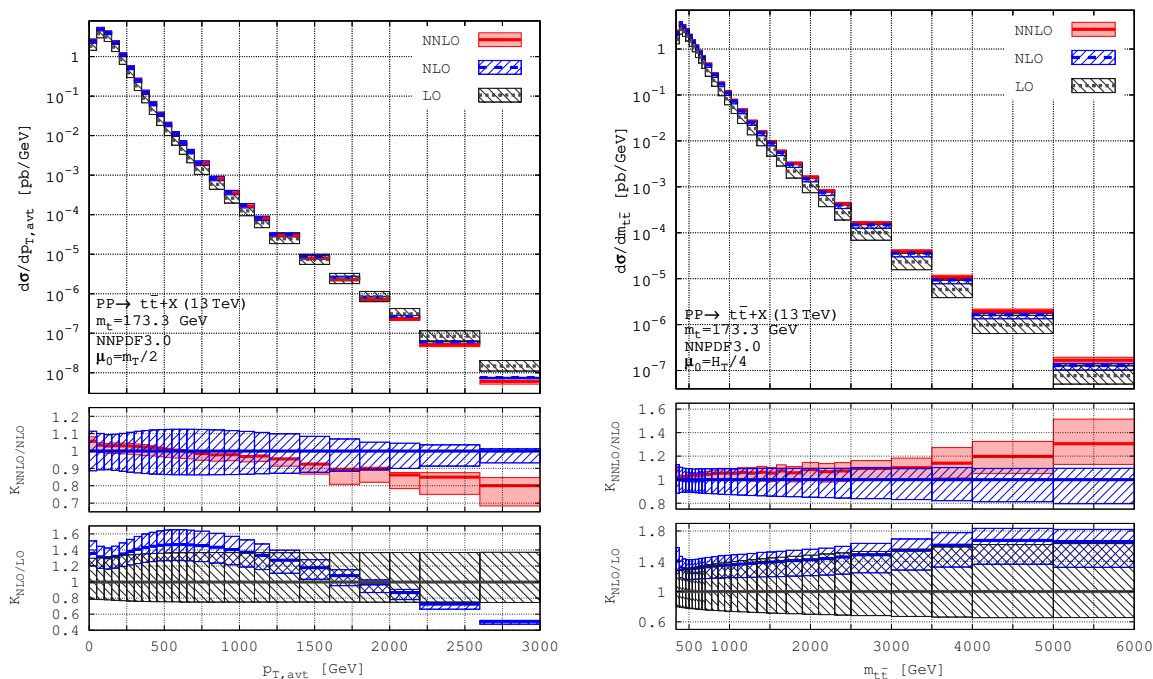 NNLO
NLO
LO
dσ/dp_T,avt [pb/GeV]
1
10^-1
10^-2
10^-3
10^-4
10^-5
10^-6
10^-7
10^-8
PP→ tt̄+X (13 TeV)
m_t=173.3 GeV
NNPDF3.0
μ_0=m_T/2
K_NNLO/NLO
1.2
1.1
1
0.9
0.8
0.7
K_NLO/LO
1.6
1.4
1.2
1
0.8
0.6
0.4
0 500 1000 1500 2000 2500 3000
p_T,avt [GeV]
NNLO
NLO
LO
dσ/dm_tt̄ [pb/GeV]
1
10^-1
10^-2
10^-3
10^-4
10^-5
10^-6
10^-7
PP→ tt̄+X (13 TeV)
m_t=173.3 GeV
NNPDF3.0
μ_0=H_T/4
K_NNLO/NLO
1.6
1.4
1.2
1
0.8
K_NLO/LO
1.8
1.4
1
0.6
500 1000 2000 3000 4000 5000 6000
m_tt̄ [GeV]